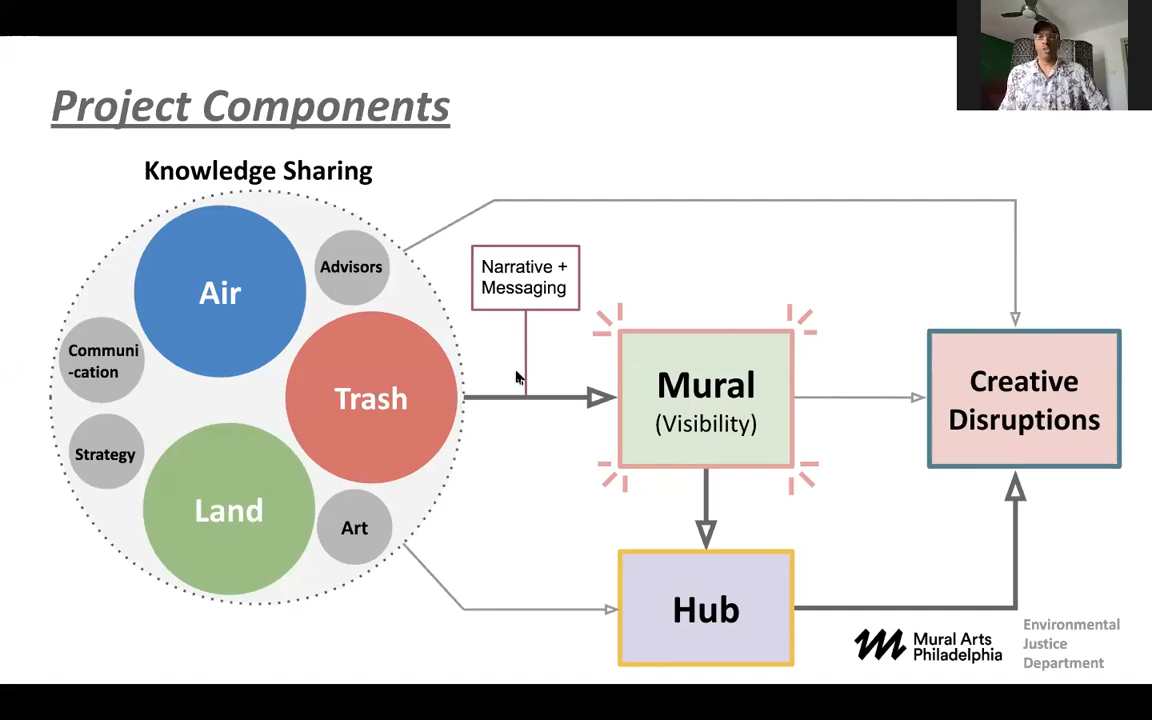 Project Components
Knowledge Sharing
Air
Advisors
Communi
-cation
Trash
Strategy
Land
Art
Narrative +
Messaging
Mural
(Visibility)
Creative
Disruptions
Hub
Mural Arts
Philadelphia
Environmental
Justice
Department